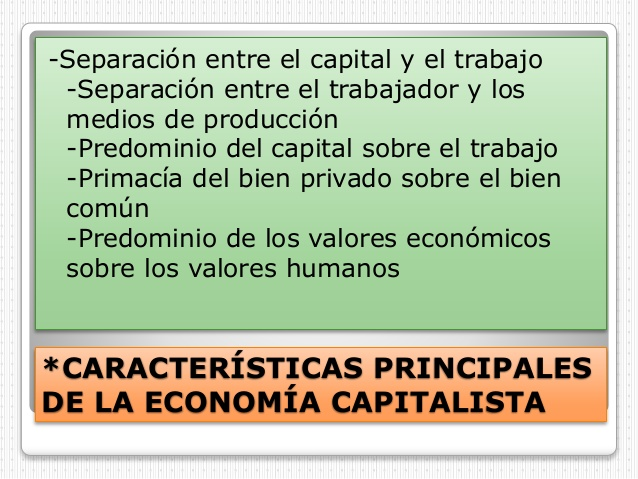 -Separación entre el capital y el trabajo
-Separación entre el trabajador y los
medios de producción
-Predominio del capital sobre el trabajo
-Primacía del bien privado sobre el bien
común
-Predominio de los valores económicos
sobre los valores humanos
*CARACTERÍSTICAS PRINCIPALES
DE LA ECONOMÍA CAPITALISTA